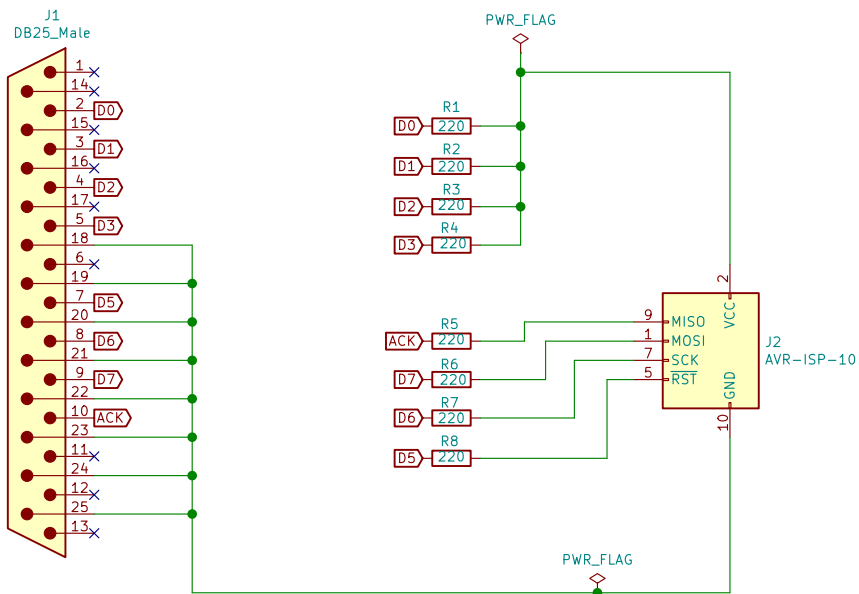 J1
DB25_Male
1
14
2 D0
15
3 D1
16
4 D2
17
5 D3
18
6
19
7 D5
20
8 D6
21
9 D7
22
10 ACK
23
11
24
12
25
13
PWR_FLAG
R1
D0 220
R2
D1 220
R3
D2 220
R4
D3 220
R5
ACK 220
R6
D7 220
R7
D6 220
R8
D5 220
2
VCC
9 MISO
1 MOSI
7 SCK
5 RST
GND
10
J2
AVR-ISP-10
PWR_FLAG